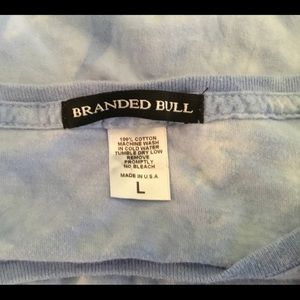 BRANDED BULL
100% COTTON
MACHINE WASH
IN COLD WATER
TUMBLE DRY LOW
REMOVE
PROMPTLY
NO BLEACH
MADE IN U.S.A
L